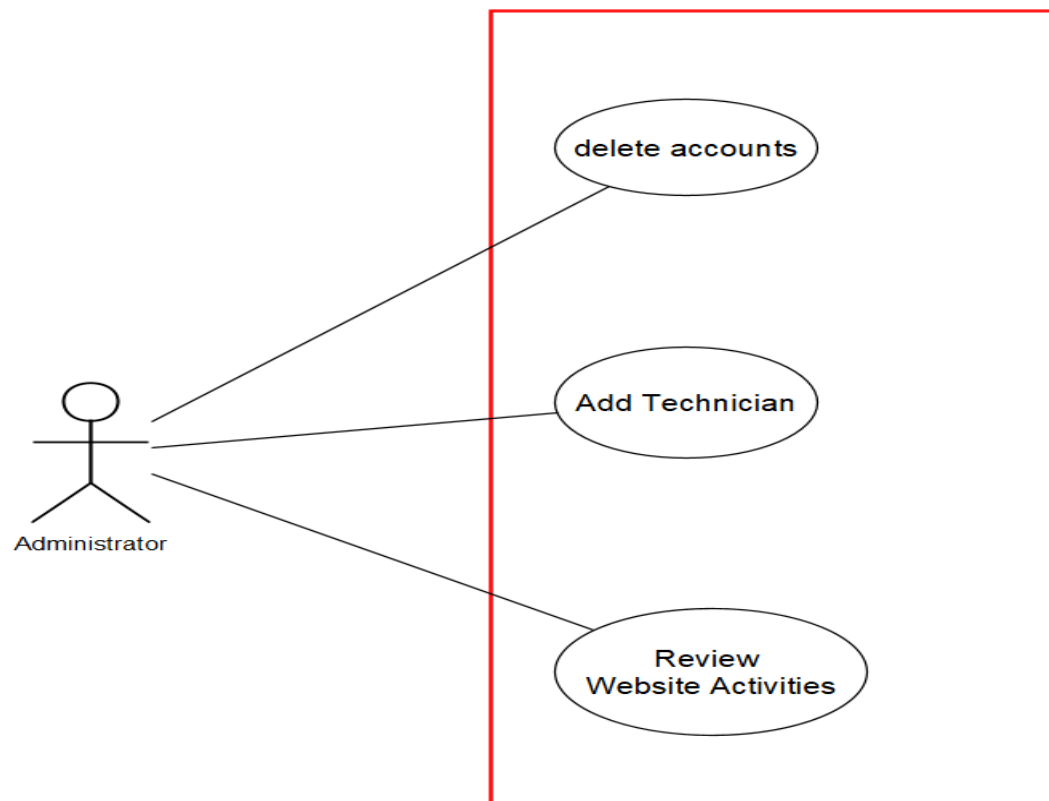 delete accounts
Add Technician
Administrator
Review
Website Activities